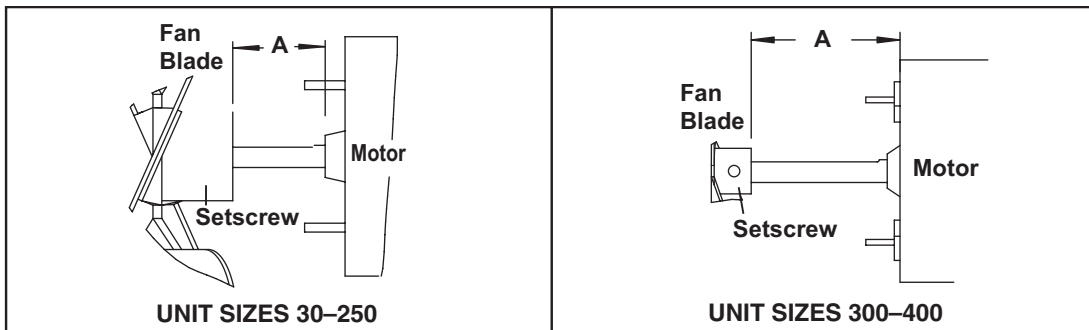 Fan
Blade
A
Motor
Setscrew
UNIT SIZES 30–250
A
Fan
Blade
Motor
Setscrew
UNIT SIZES 300–400